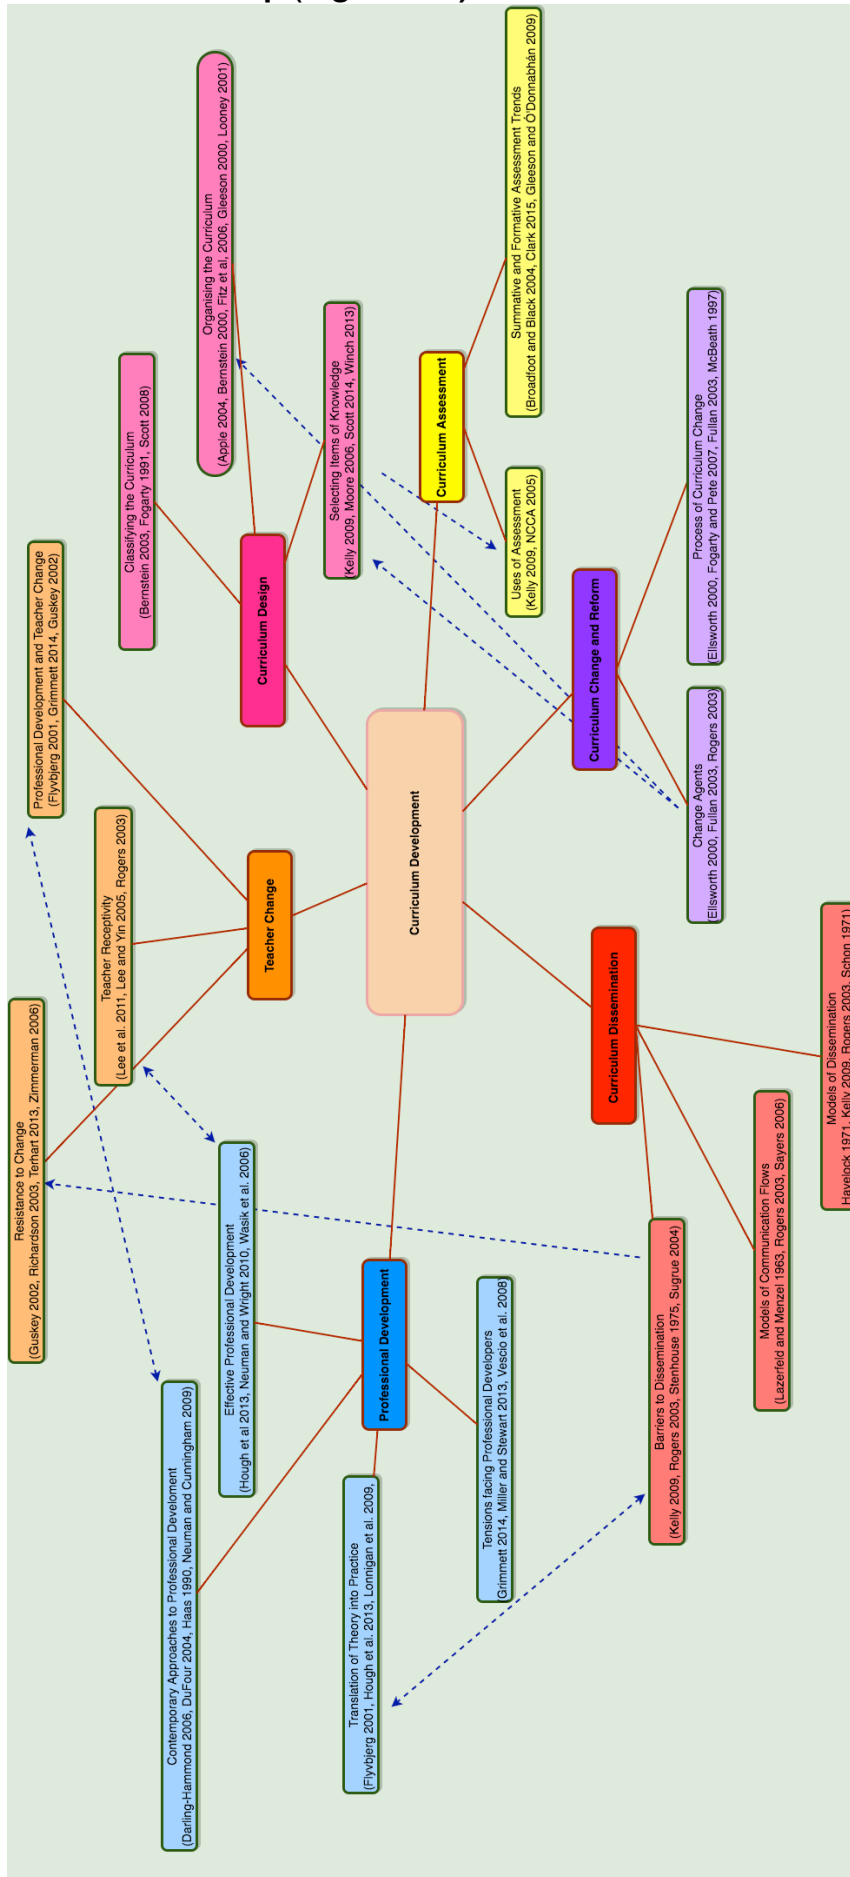 Resistance to Change
(Guskey 2002, Richardson 2003, Terhart 2013, Zimmerman 2006)
Professional Development and Teacher Change
(Flyvbjerg 2001, Grimmett 2014, Guskey 2002)
Teacher Receptivity
(Lee et al. 2011, Lee and Yin 2005, Rogers 2003)
Classifying the Curriculum
(Bernstein 2003, Fogarty 1991, Scott 2008)
Organising the Curriculum
(Apple 2004, Bernstein 2000, Fitz et al, 2006, Gleeson 2000, Looney 2001)
Contemporary Approaches to Professional Develoment
(Darling-Hammond 2006, DuFour 2004, Haas 1990, Neuman and Cunningham 2009)
Effective Professional Development
(Hough et al 2013, Neuman and Wright 2010, Wasik et al. 2006)
Teacher Change
Curriculum Design
Selecting Items of Knowledge
(Kelly 2009, Moore 2006, Scott 2014, Winch 2013)
Translation of Theory into Practice
(Flyvbjerg 2001, Hough et al. 2013, Lonnigan et al. 2009,
Professional Development
Curriculum Development
Curriculum Assessment
Tensions facing Professional Developers
(Grimmett 2014, Miller and Stewart 2013, Vescio et al. 2008)
Uses of Assessment
(Kelly 2009, NCCA 2005)
Summative and Formative Assessment Trends
(Broadfoot and Black 2004, Clark 2015, Gleeson and Ó'Donnabhán 2009)
Curriculum Dissemination
Curriculum Change and Reform
Barriers to Dissemination
(Kelly 2009, Rogers 2003, Stenhouse 1975, Sugrue 2004)
Change Agents
(Ellsworth 2000, Fullan 2003, Rogers 2003)
Process of Curriculum Change
(Ellsworth 2000, Fogarty and Pete 2007, Fullan 2003, McBeath 1997)
Models of Communication Flows
(Lazerfeld and Menzel 1963, Rogers 2003, Sayers 2006)
Models of Dissemination
Havelock 1971, Kelly 2009, Rogers 2003, Schon 1971)